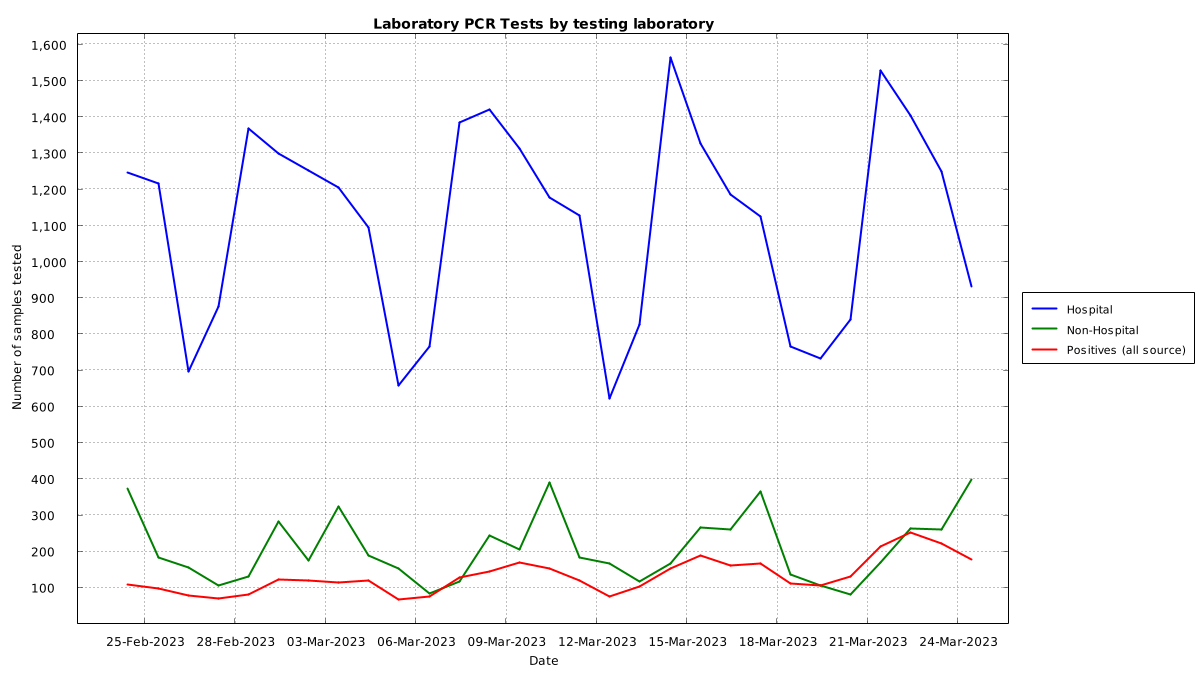 Laboratory PCR Tests by testing laboratory
1,600
1,500
1,400
1,300
1,200
1,100
1,000
900
800
700
600
500
400
300
200
100
Number of samples tested
25-Feb-2023 28-Feb-2023 03-Mar-2023 06-Mar-2023 09-Mar-2023 12-Mar-2023 15-Mar-2023 18-Mar-2023 21-Mar-2023 24-Mar-2023
Date
Hospital
Non-Hospital
Positives (all source)